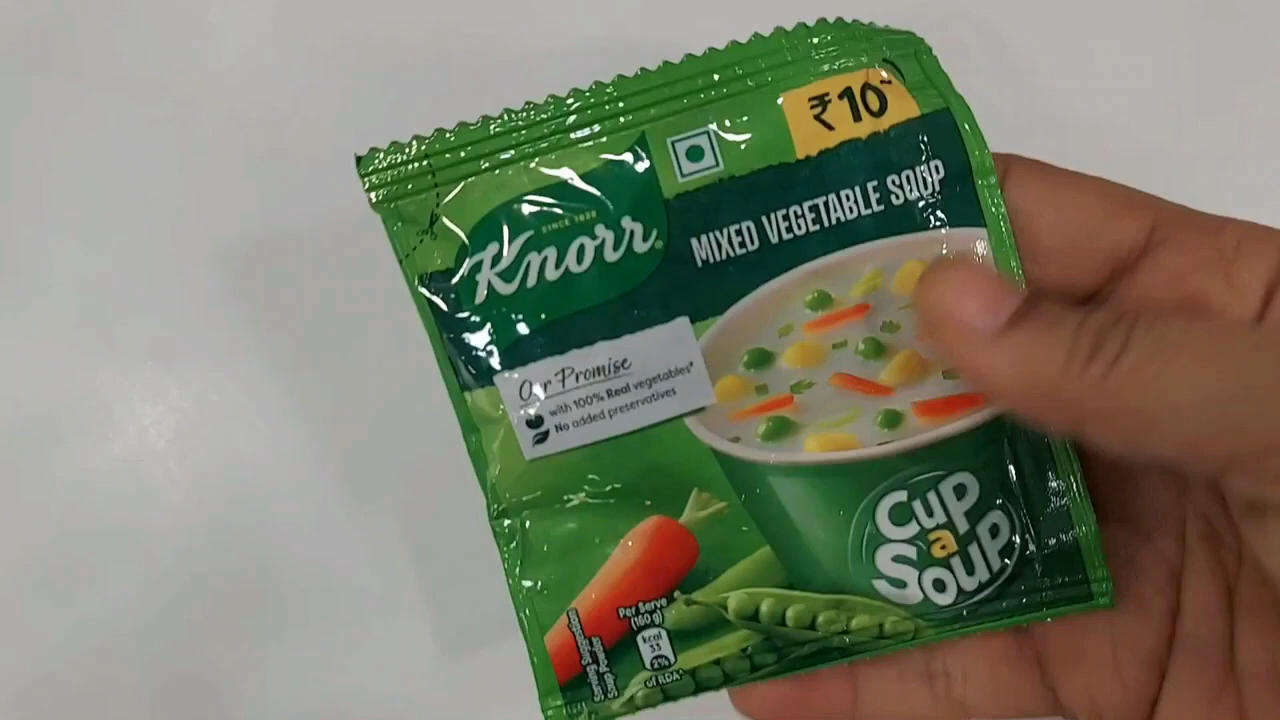 ₹10
SINCE 1838
Knorr
MIXED VEGETABLE SOUP
Our Promise
with 100% Real vegetables*
No added preservatives
Cup
a
Soup
Per Serve
(160 g)
kcal
33
2%
of RDA*
Soup Powder
Serving Suggestion